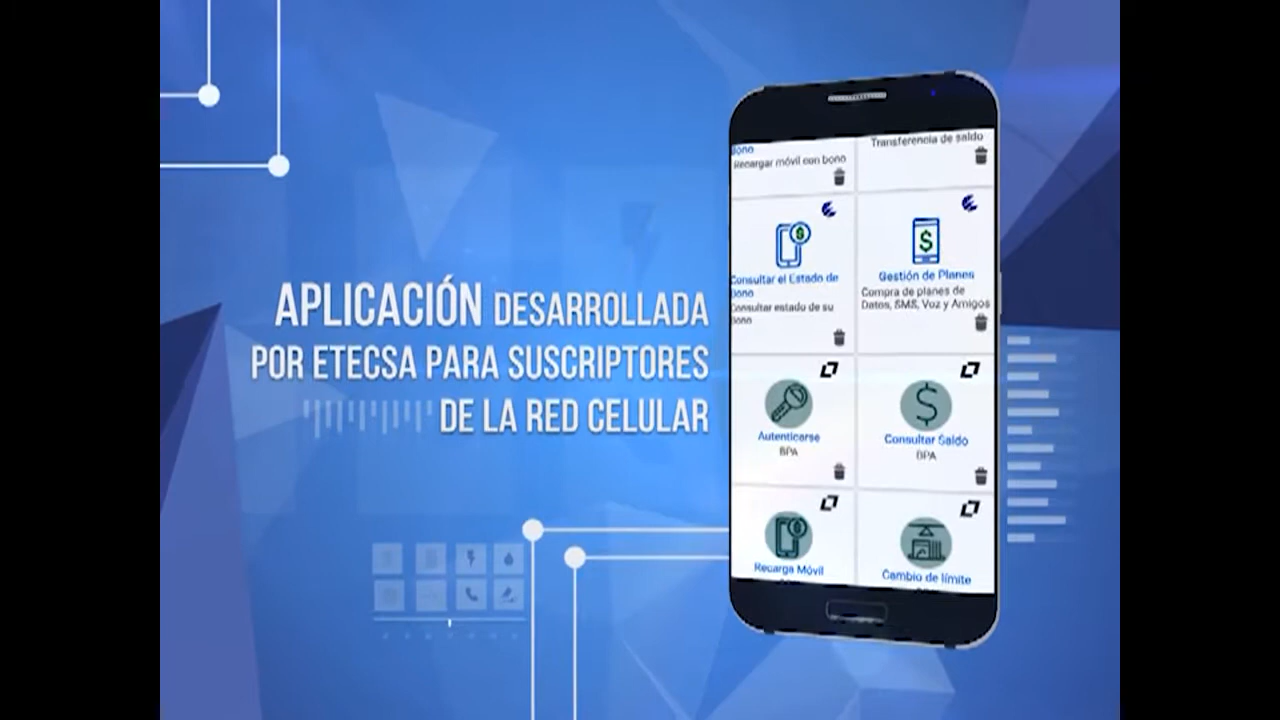 APLICACIÓN DESARROLLADA
POR ETECSA PARA SUSCRIPTORES
DE LA RED CELULAR
Bono
Recargar móvil con bono
Transferencia de saldo
Consultar el Estado de
Bono
Consultar estado de su
bono
Gestión de Planes
Compra de planes de
Datos, SMS, Voz y Amigos
Autenticarse
BPA
Consultar Saldo
BPA
Recarga Móvil
Cambio de límite